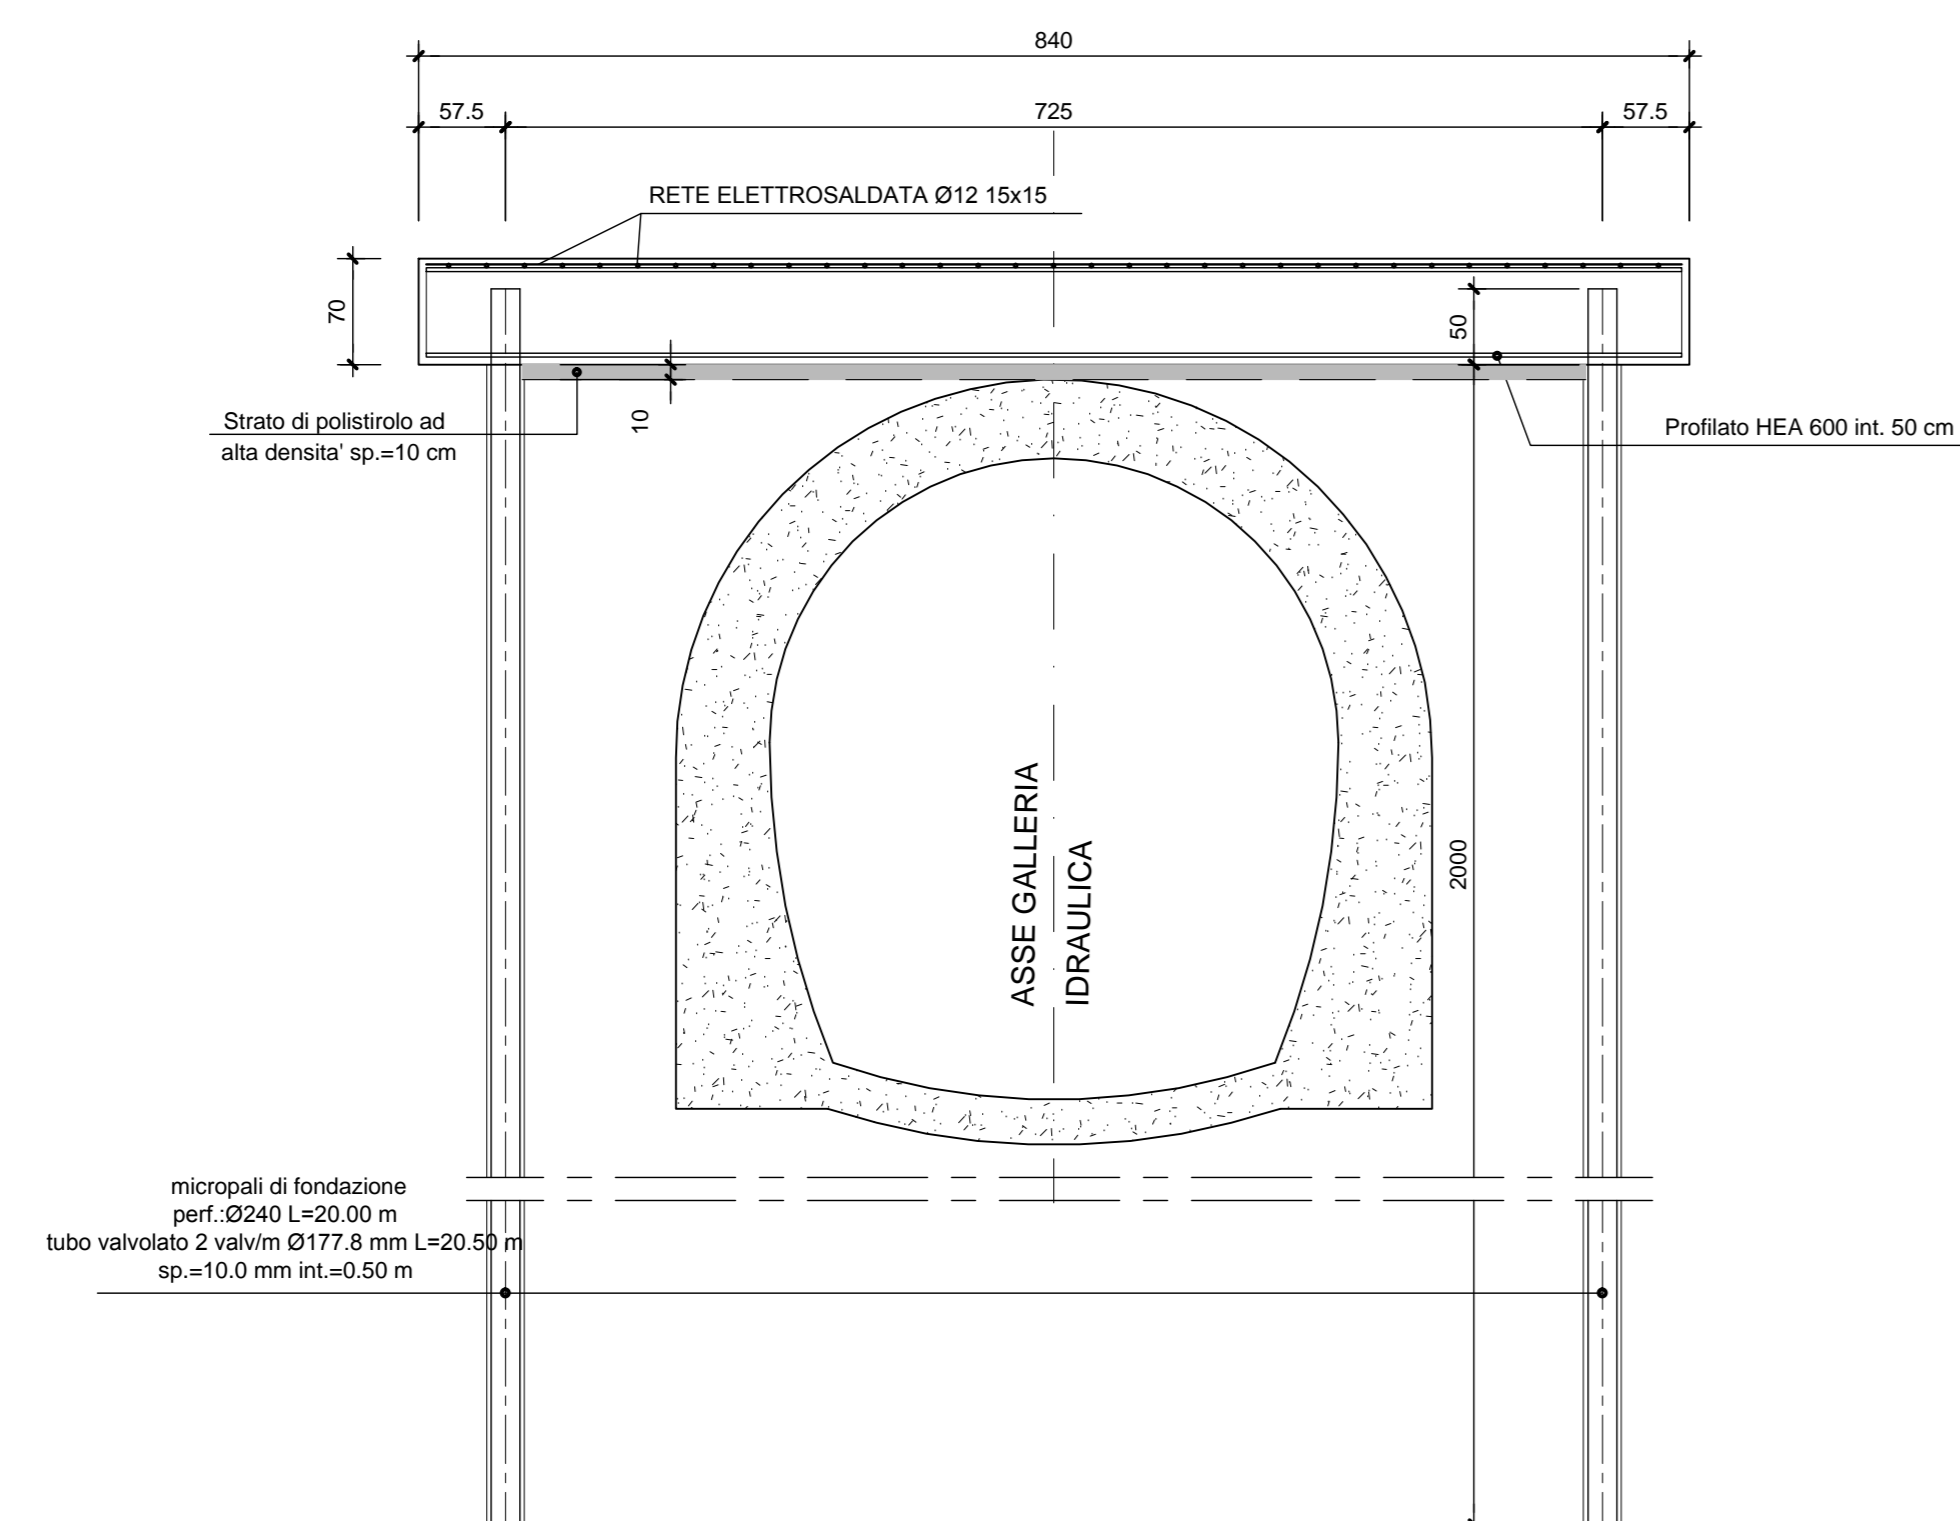 840
57.5
725
57.5
RETE ELETTROSALDATA Ø12 15x15
70
50
10
Strato di polistirolo ad
alta densita' sp.=10 cm
Profilato HEA 600 int. 50 cm
ASSE GALLERIA
IDRAULICA
2000
micropali di fondazione
perf.:Ø240 L=20.00 m
tubo valvolato 2 valv/m Ø177.8 mm L=20.50 m
sp.=10.0 mm int.=0.50 m